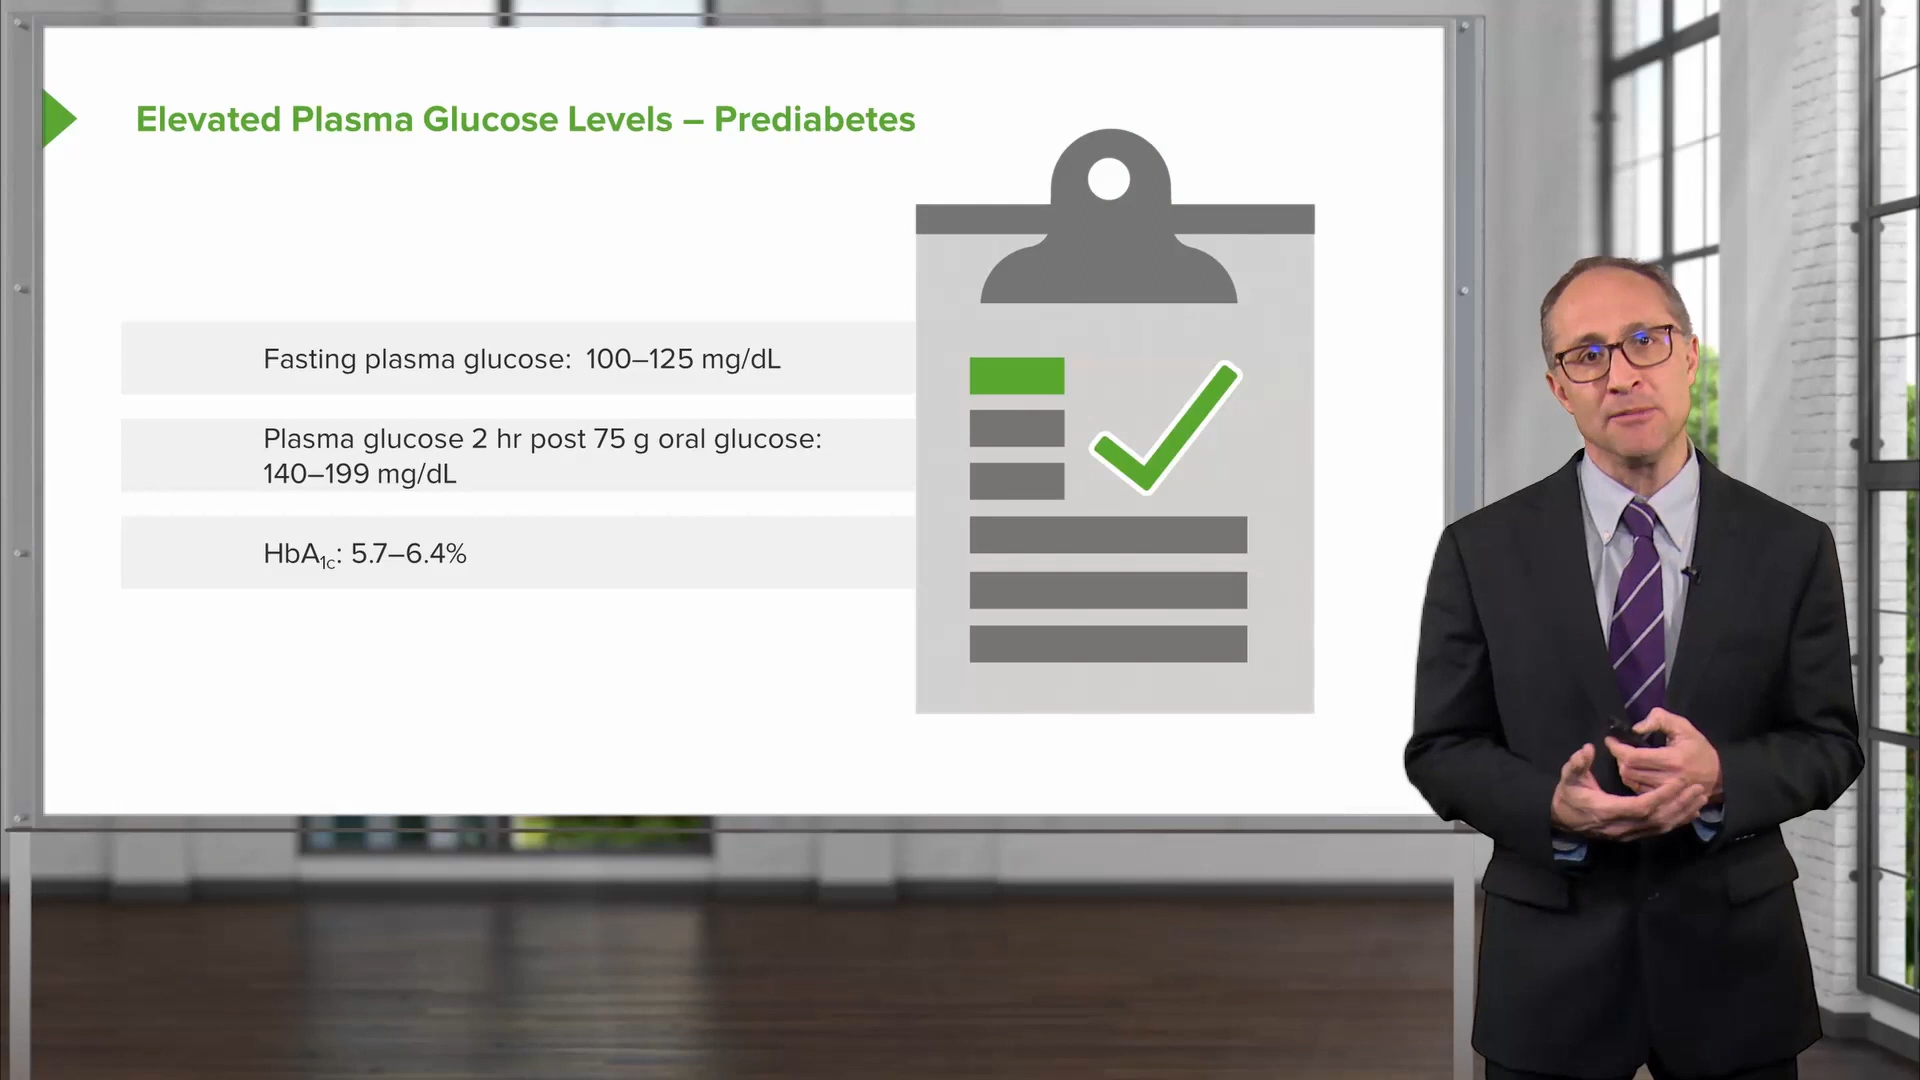 Elevated Plasma Glucose Levels – Prediabetes
Fasting plasma glucose:  100–125 mg/dL
Plasma glucose 2 hr post 75 g oral glucose:
140–199 mg/dL
HbA1c: 5.7–6.4%